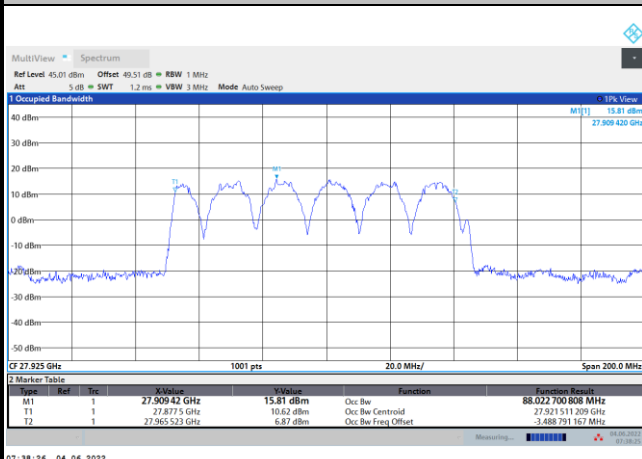 MultiView Spectrum
Ref Level 45.01 dBm Offset 49.51 dB RBW 1 MHz
Att 5 dB SWT 1.2 ms VBW 3 MHz Mode Auto Sweep
1 Occupied Bandwidth 1Pk View
M1[1] 15.81 dBm
27.909 420 GHz
40 dBm
30 dBm
20 dBm
T1 M1
10 dBm
T2
0 dBm
-10 dBm
-20 dBm
-30 dBm
-40 dBm
-50 dBm
CF 27.925 GHz 1001 pts 20.0 MHz/ Span 200.0 MHz
2 Marker Table
Type Ref Trc X-Value Y-Value Function Function Result
M1 1 27.909 42 GHz 15.81 dBm Occ Bw 88.022 700 808 MHz
T1 1 27.877 5 GHz 10.62 dBm Occ Bw Centroid 27.921 511 209 GHz
T2 1 27.965 523 GHz 6.87 dBm Occ Bw Freq Offset -3.488 791 167 MHz
Measuring... 04.06.2022
07:38:25
07:38:26 04.06.2022